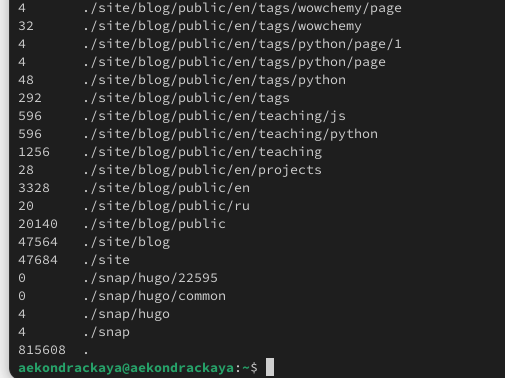 4 ./site/blog/public/en/tags/wowchemy/page
32 ./site/blog/public/en/tags/wowchemy
4 ./site/blog/public/en/tags/python/page/1
4 ./site/blog/public/en/tags/python/page
48 ./site/blog/public/en/tags/python
292 ./site/blog/public/en/tags
596 ./site/blog/public/en/teaching/js
596 ./site/blog/public/en/teaching/python
1256 ./site/blog/public/en/teaching
28 ./site/blog/public/en/projects
3328 ./site/blog/public/en
20 ./site/blog/public/ru
20140 ./site/blog/public
47564 ./site/blog
47684 ./site
0 ./snap/hugo/22595
0 ./snap/hugo/common
4 ./snap/hugo
4 ./snap
815608 .
aekondrackaya@aekondrackaya:~$